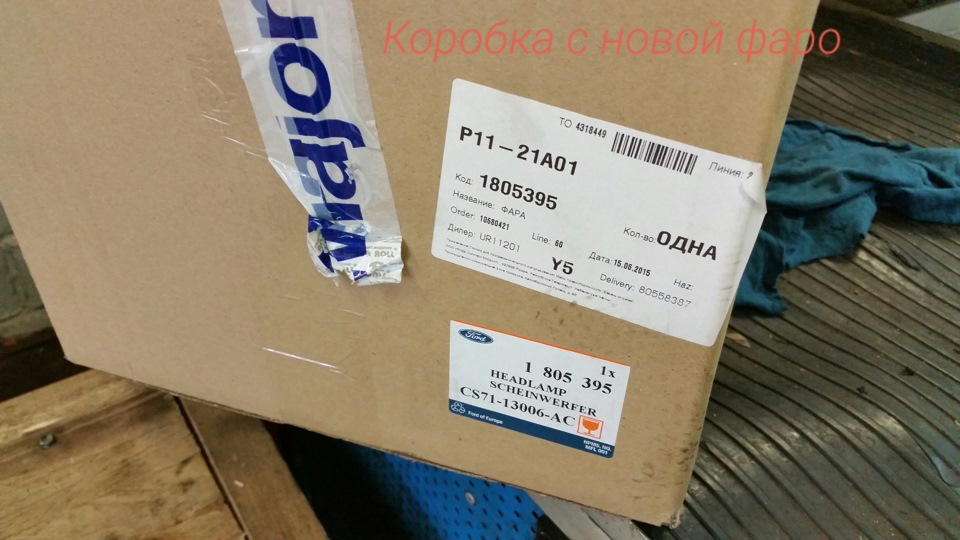 Коробка с новой фаро
major
ROLL
ТО 4318449
Линия:
P11-21A01
Код: 1805395
Название: ФАРА
Кол-во: ОДНА
Order: 10680421 Line: 60
Дата: 15.06.2015 Haz:
Дилер: UR11201 Y5
Delivery: 80558387
Ford
1x
1 805 395
HEADLAMP
SCHEINWERFER
CS71-13006-AC
Ford of Europe